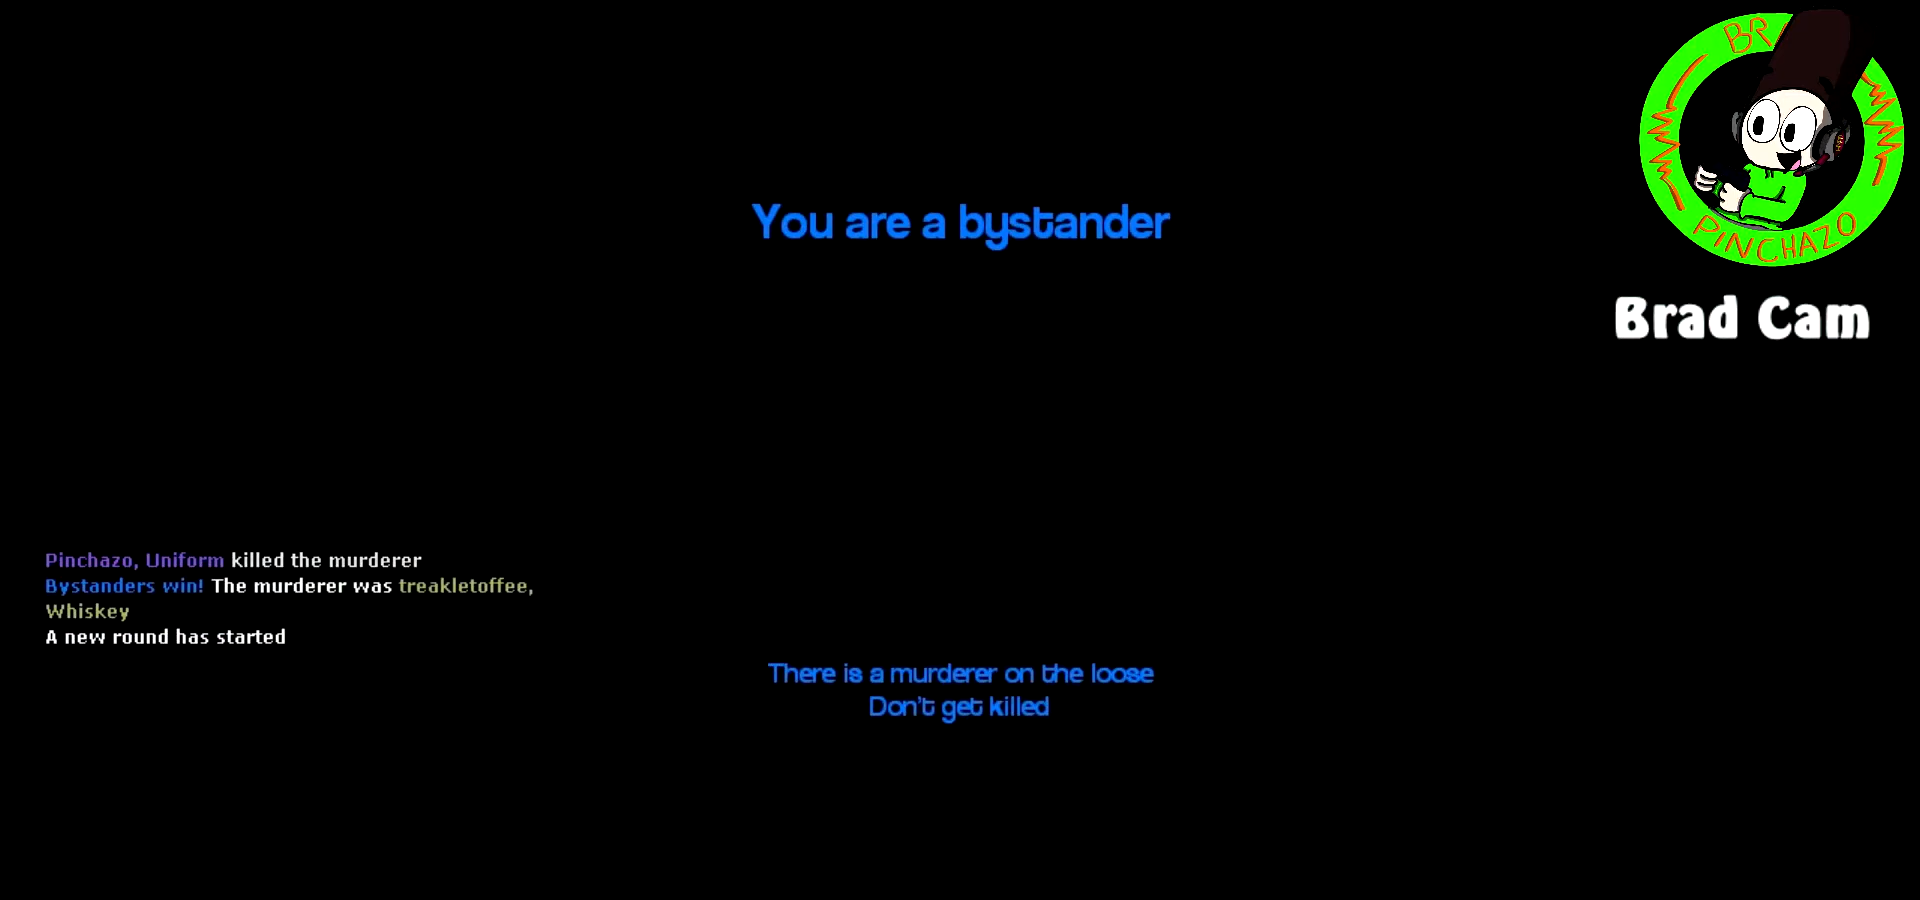 You are a bystander
PINCHAZO
Brad Cam
Pinchazo, Uniform killed the murderer
Bystanders win! The murderer was treakletoffee,
Whiskey
A new round has started
There is a murderer on the loose
Don't get killed